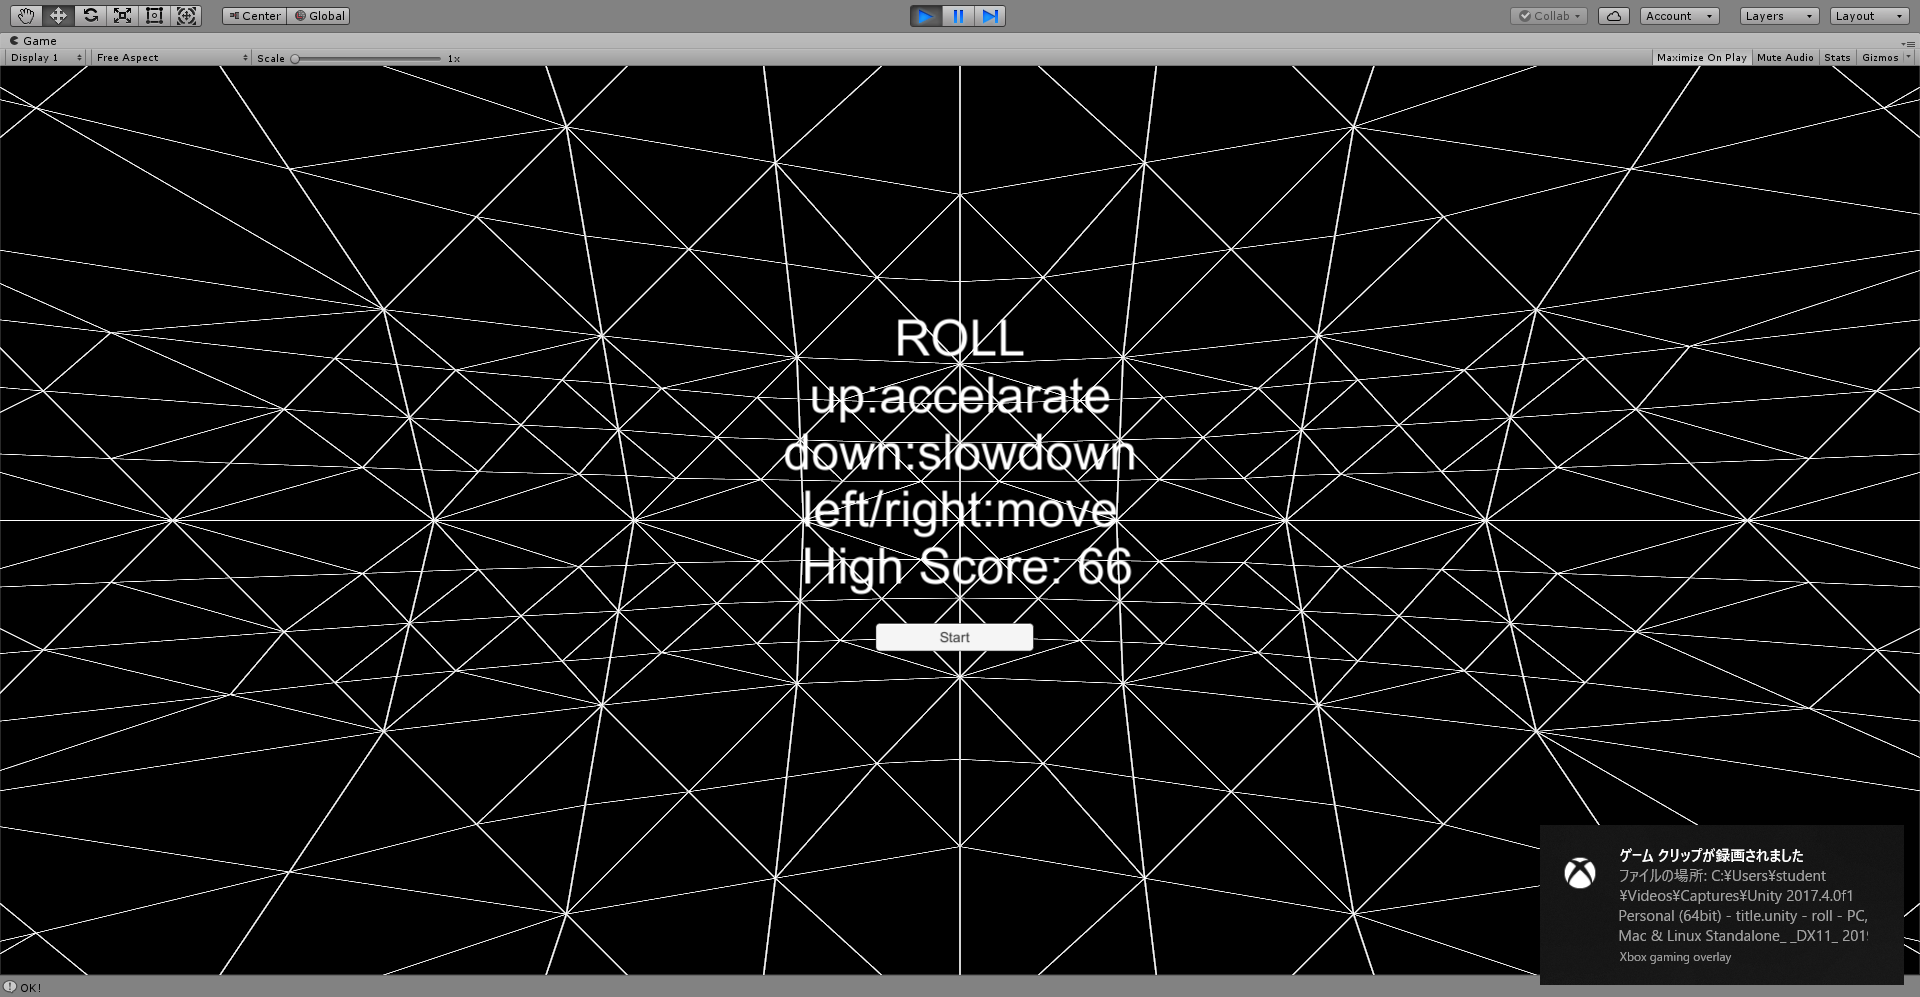 Center Global Collab Account Layers Layout
Game
Display 1 Free Aspect Scale 1x Maximize On Play Mute Audio Stats Gizmos
ROLL
up:accelarate
down:slowdown
left/right:move
High Score: 66
Start
ゲーム クリップが録画されました
ファイルの場所: C:¥Users¥student
¥Videos¥Captures¥Unity 2017.4.0f1
Personal (64bit) - title.unity - roll - PC,
Mac & Linux Standalone_ _DX11_ 201
Xbox gaming overlay
OK!